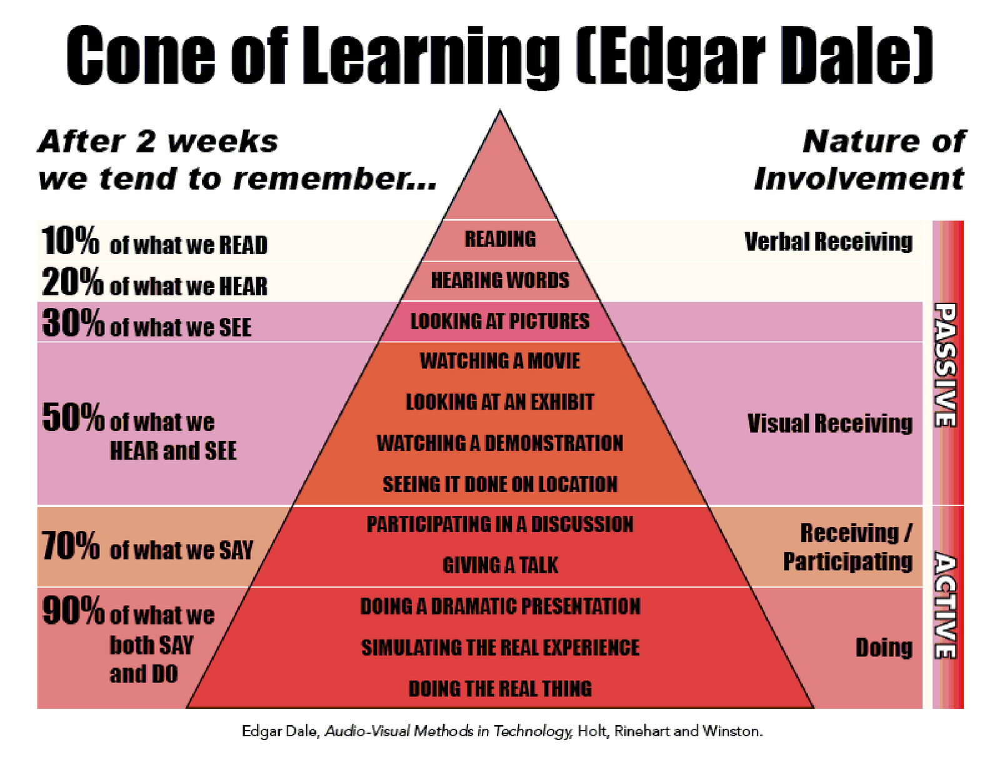 Cone of Learning (Edgar Dale)
After 2 weeks
we tend to remember...
Nature of
Involvement
10% of what we READ
READING
Verbal Receiving
20% of what we HEAR
HEARING WORDS
30% of what we SEE
LOOKING AT PICTURES
50% of what we
HEAR and SEE
WATCHING A MOVIE
LOOKING AT AN EXHIBIT
WATCHING A DEMONSTRATION
SEEING IT DONE ON LOCATION
Visual Receiving
PASSIVE
70% of what we SAY
PARTICIPATING IN A DISCUSSION
GIVING A TALK
Receiving /
Participating
90% of what we
both SAY
and DO
DOING A DRAMATIC PRESENTATION
SIMULATING THE REAL EXPERIENCE
DOING THE REAL THING
Doing
ACTIVE
Edgar Dale, Audio-Visual Methods in Technology, Holt, Rinehart and Winston.